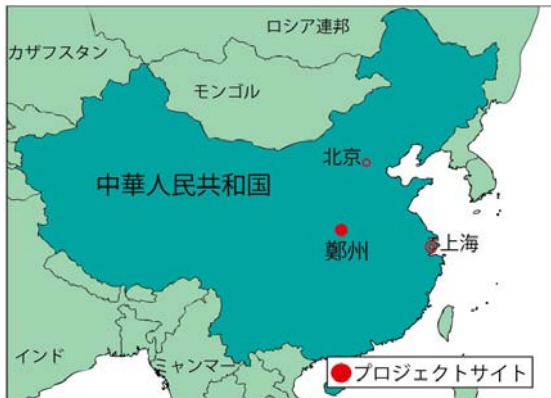 ロシア連邦
カザフスタン
モンゴル
北京
中華人民共和国
鄭州
上海
インド
ミャンマー
プロジェクトサイト